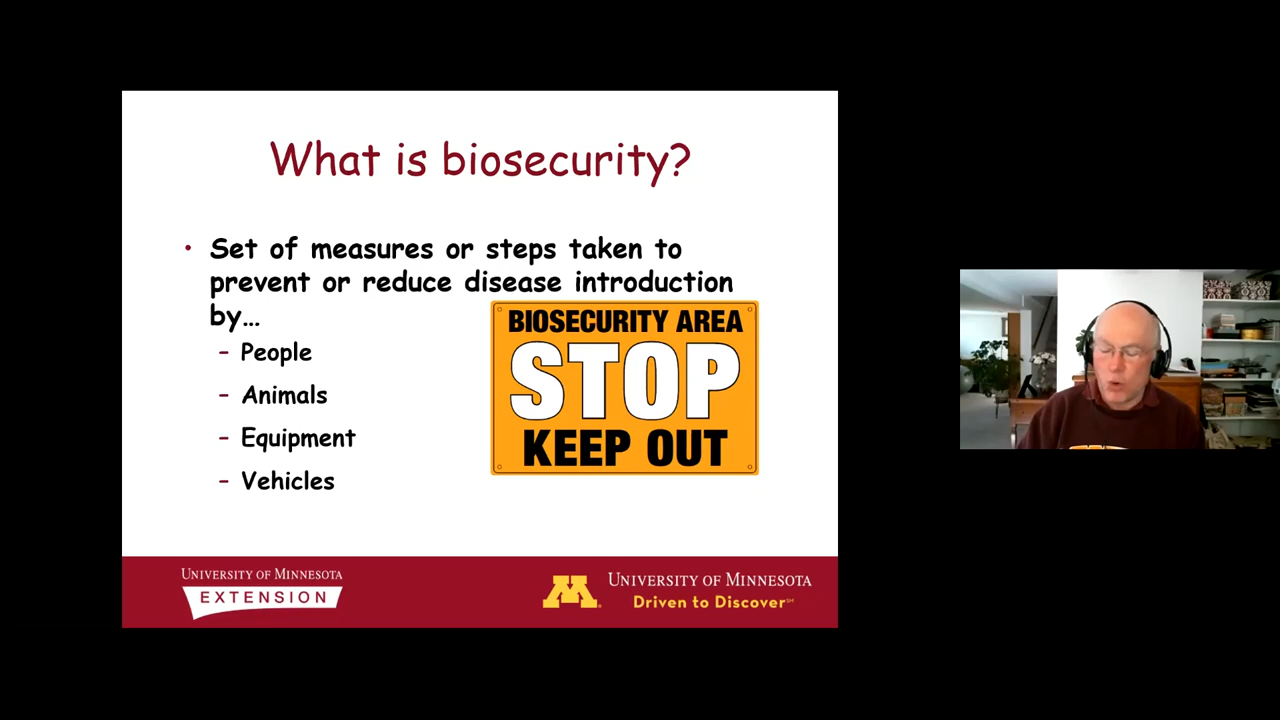 What is biosecurity?
• Set of measures or steps taken to
prevent or reduce disease introduction
by…
– People
– Animals
– Equipment
– Vehicles
BIOSECURITY AREA
STOP
KEEP OUT
UNIVERSITY OF MINNESOTA
EXTENSION
M
UNIVERSITY OF MINNESOTA
Driven to Discover℠